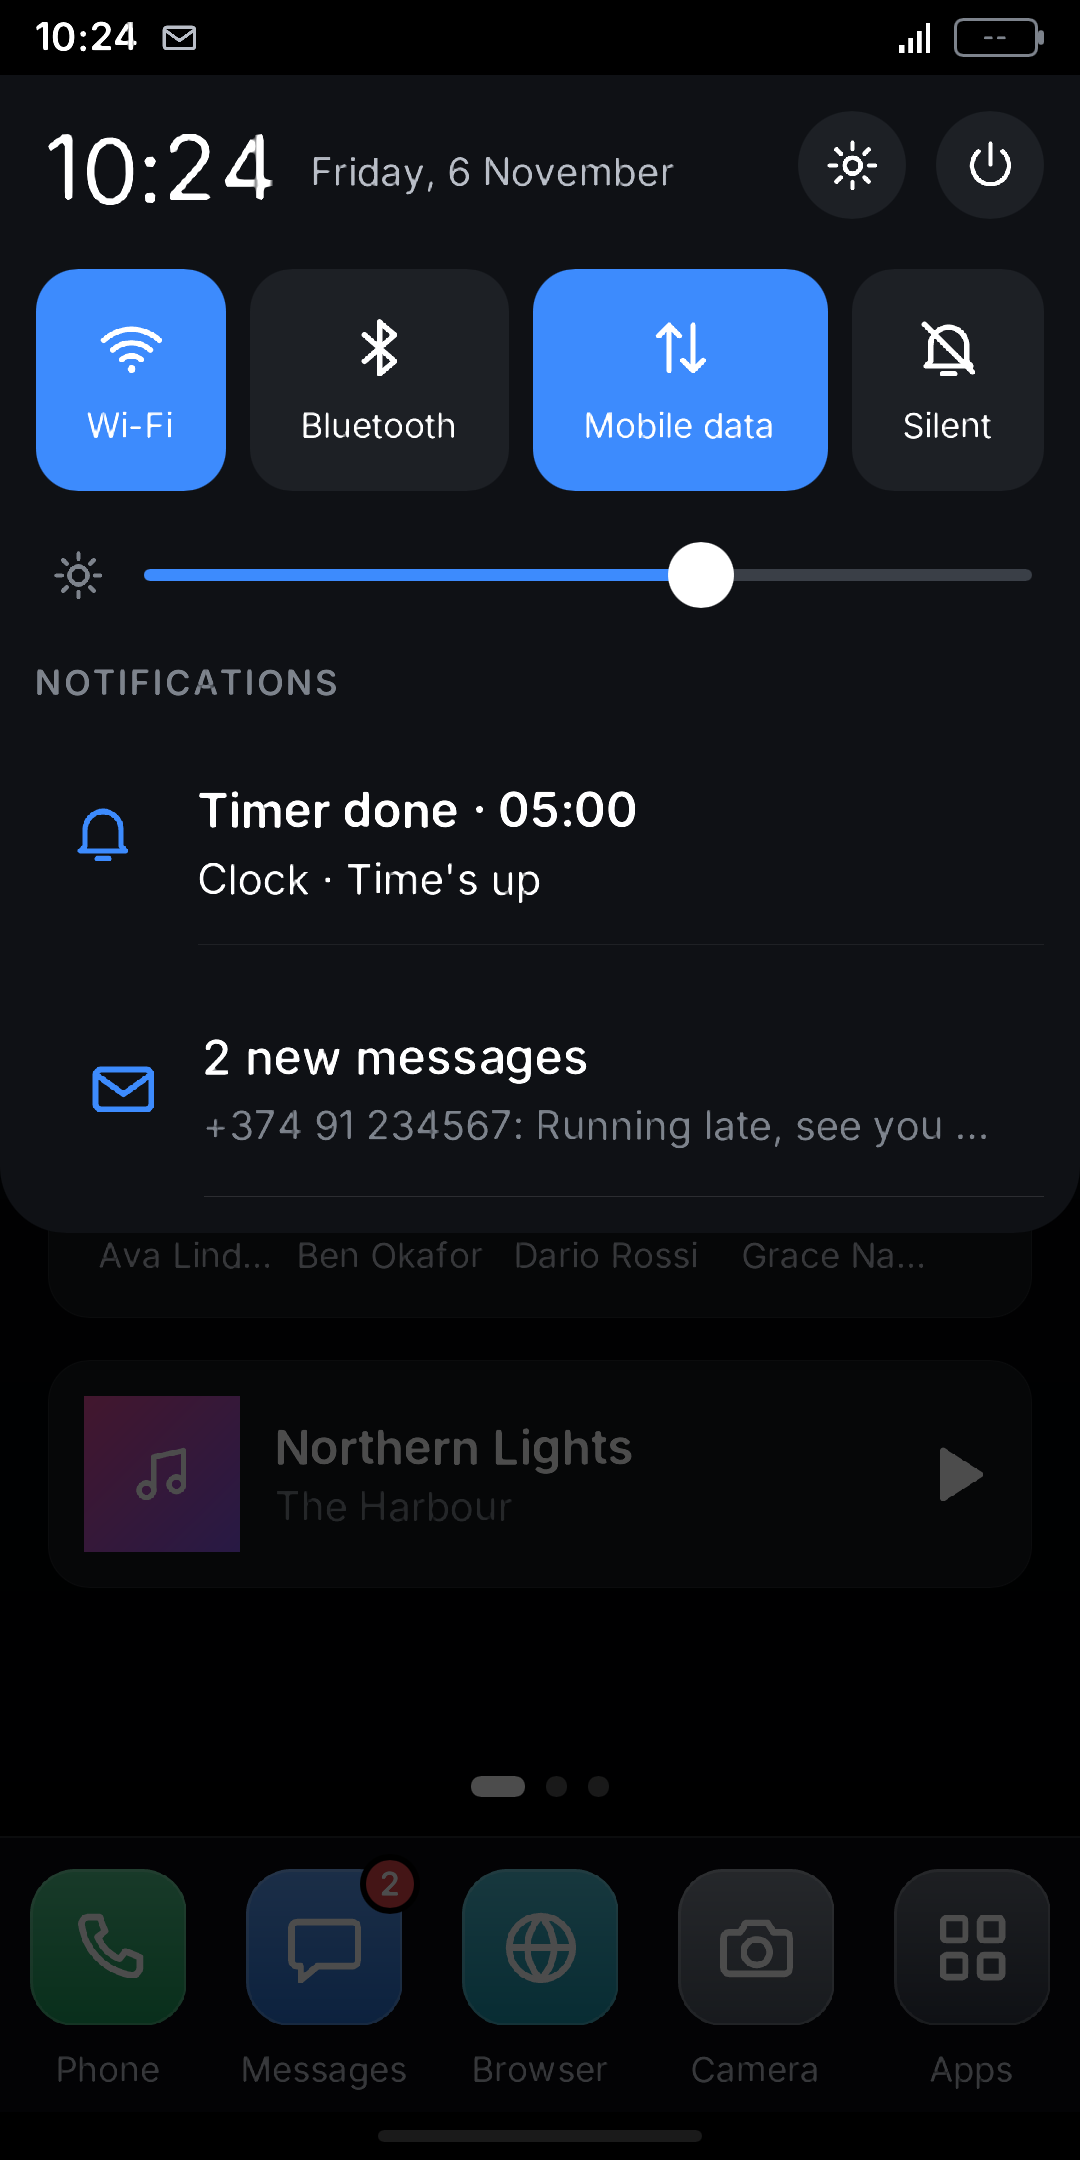 10:24
--
10:24 Friday, 6 November
Wi-Fi Bluetooth Mobile data Silent
NOTIFICATIONS
Timer done · 05:00
Clock · Time's up
2 new messages
+374 91 234567: Running late, see you ...
Ava Lind... Ben Okafor Dario Rossi Grace Na...
Northern Lights
The Harbour
2
Phone Messages Browser Camera Apps